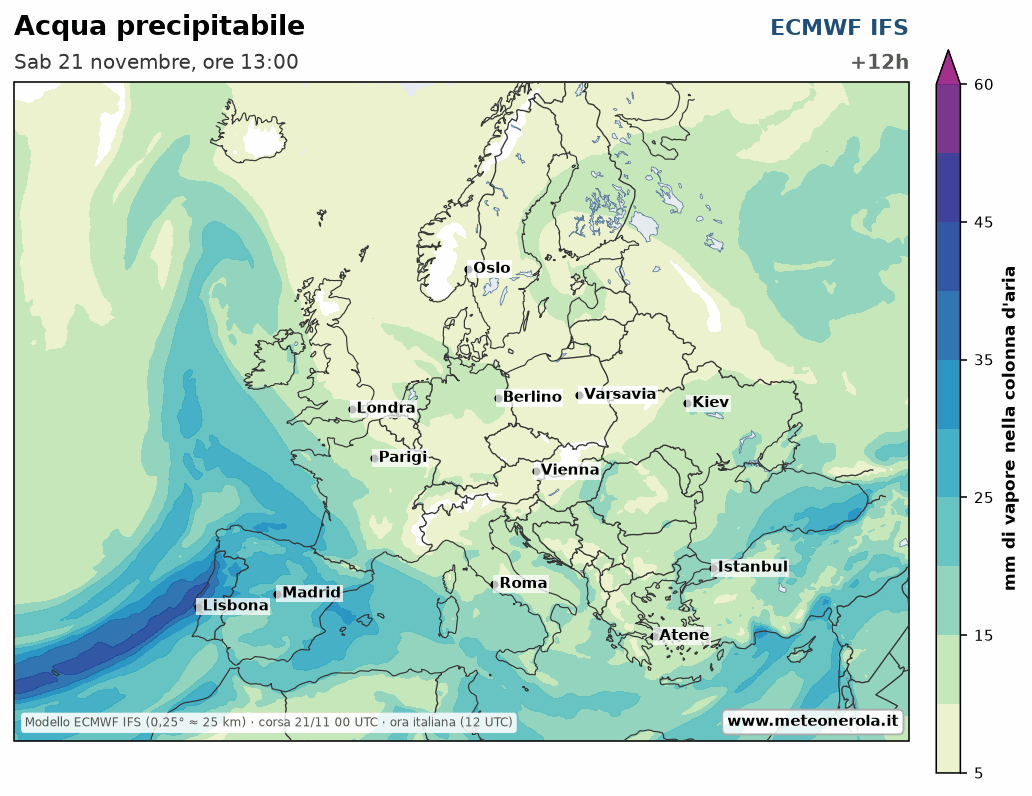 Acqua precipitabile
ECMWF IFS
Sab 21 novembre, ore 13:00
+12h
60
45
35
25
15
5
mm di vapore nella colonna d'aria
Oslo
Berlino
Varsavia
Kiev
Londra
Parigi
Vienna
Istanbul
Roma
Madrid
Lisbona
Atene
Modello ECMWF IFS (0,25° ≈ 25 km) · corsa 21/11 00 UTC · ora italiana (12 UTC)
www.meteonerola.it